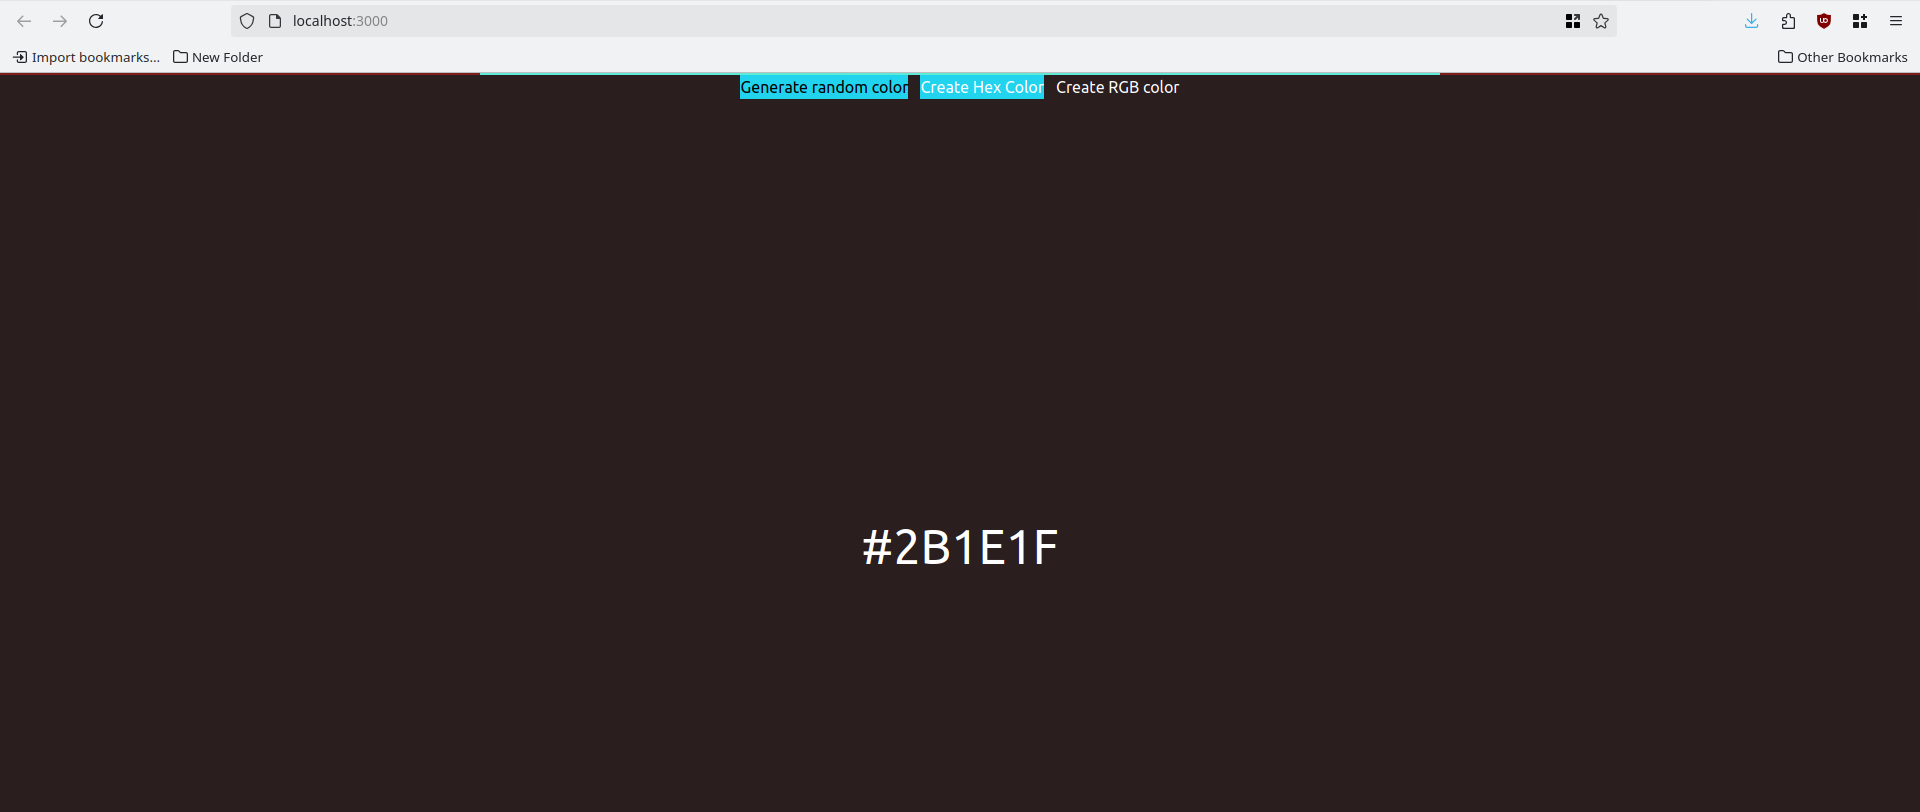 localhost:3000
Import bookmarks... New Folder Other Bookmarks
Generate random color Create Hex Color Create RGB color
#2B1E1F